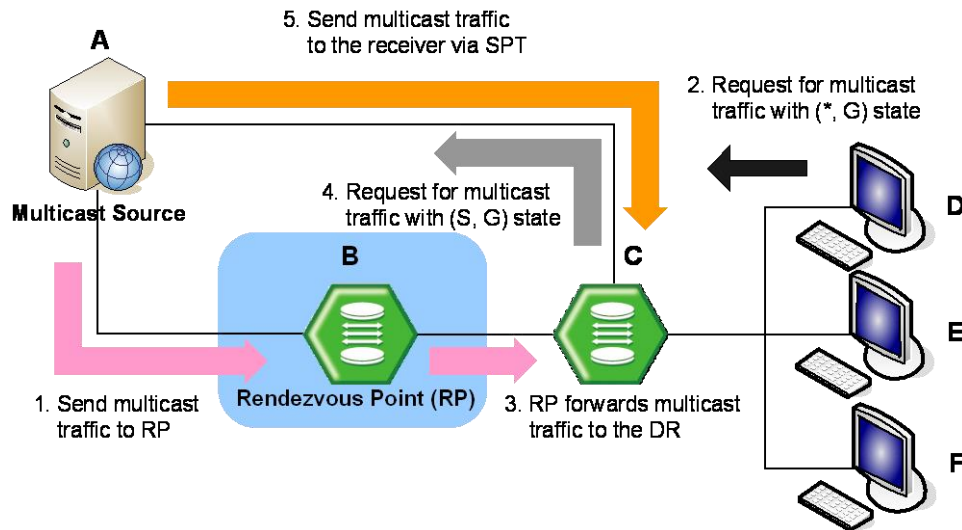 5. Send multicast traffic
to the receiver via SPT
A
2. Request for multicast
traffic with (*, G) state
4. Request for multicast
traffic with (S, G) state
Multicast Source
D
B
C
E
Rendezvous Point (RP)
1. Send multicast
traffic to RP
3. RP forwards multicast
traffic to the DR
F